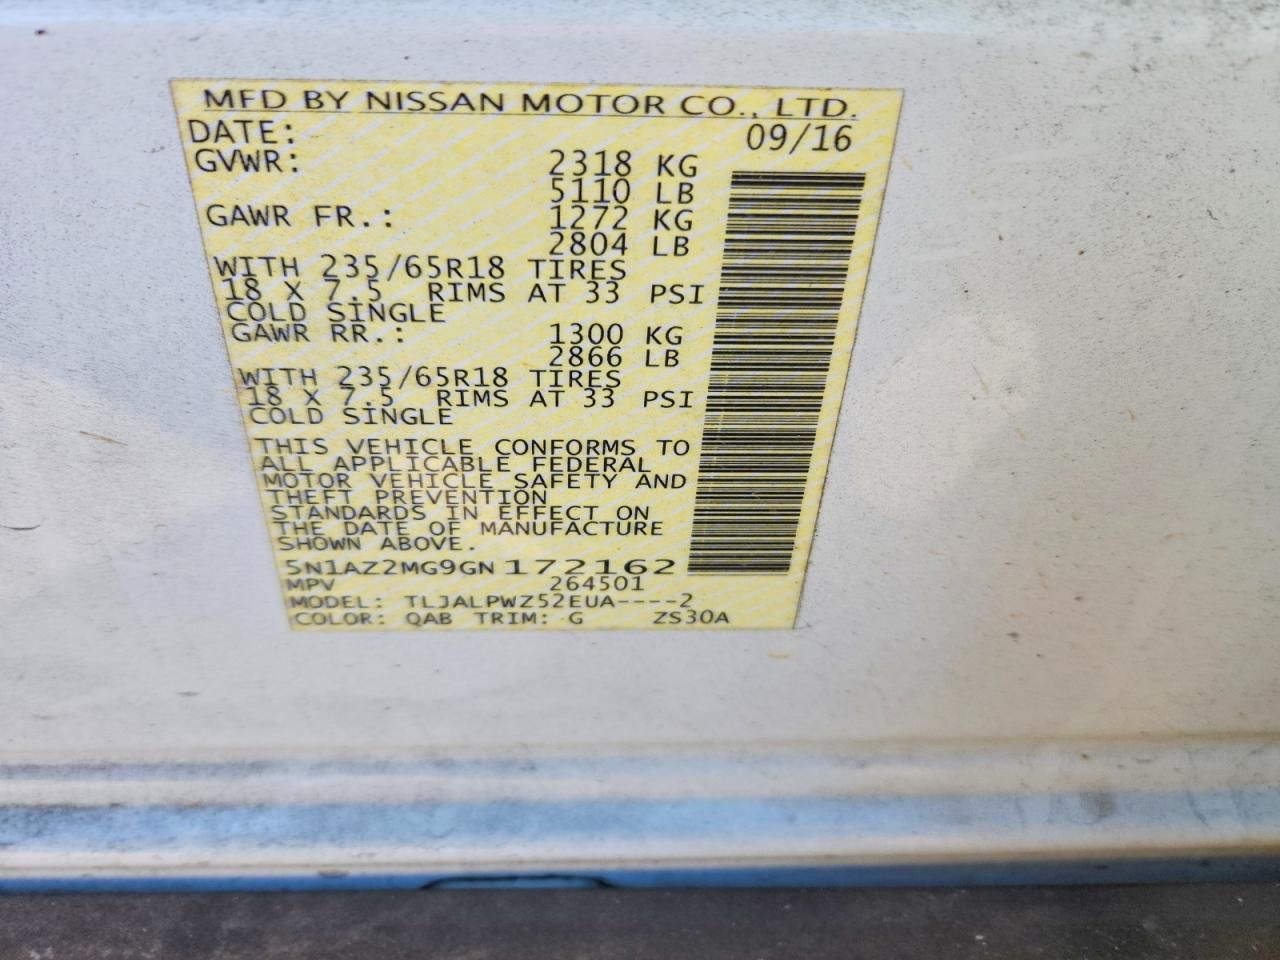 MFD BY NISSAN MOTOR CO., LTD.
DATE: 09/16
GVWR: 2318 KG
5110 LB
GAWR FR.: 1272 KG
2804 LB
WITH 235/65R18 TIRES
18 X 7.5 RIMS AT 33 PSI
COLD SINGLE
GAWR RR.: 1300 KG
2866 LB
WITH 235/65R18 TIRES
18 X 7.5 RIMS AT 33 PSI
COLD SINGLE
THIS VEHICLE CONFORMS TO
ALL APPLICABLE FEDERAL
MOTOR VEHICLE SAFETY AND
THEFT PREVENTION
STANDARDS IN EFFECT ON
THE DATE OF MANUFACTURE
SHOWN ABOVE.
5N1AZ2MG9GN172162
MPV 264501
MODEL: TLJALPWZ52EUA----2
COLOR: QAB TRIM: G ZS30A